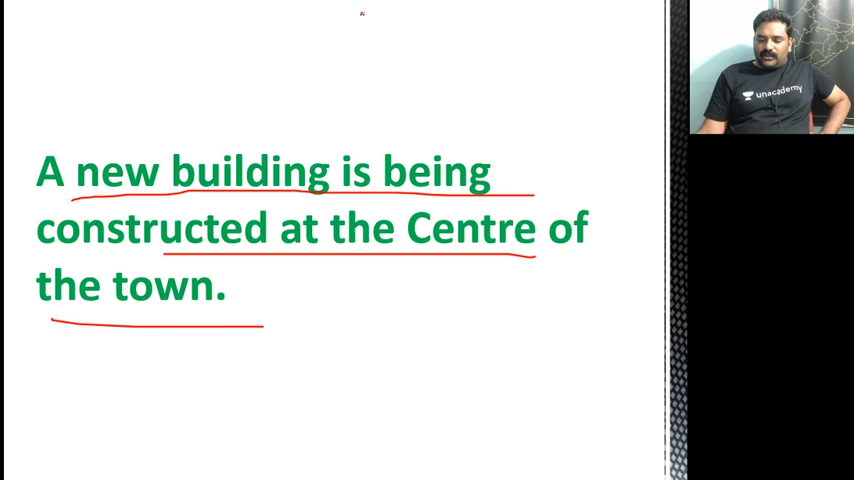 A new building is being
constructed at the Centre of
the town.
unacademy